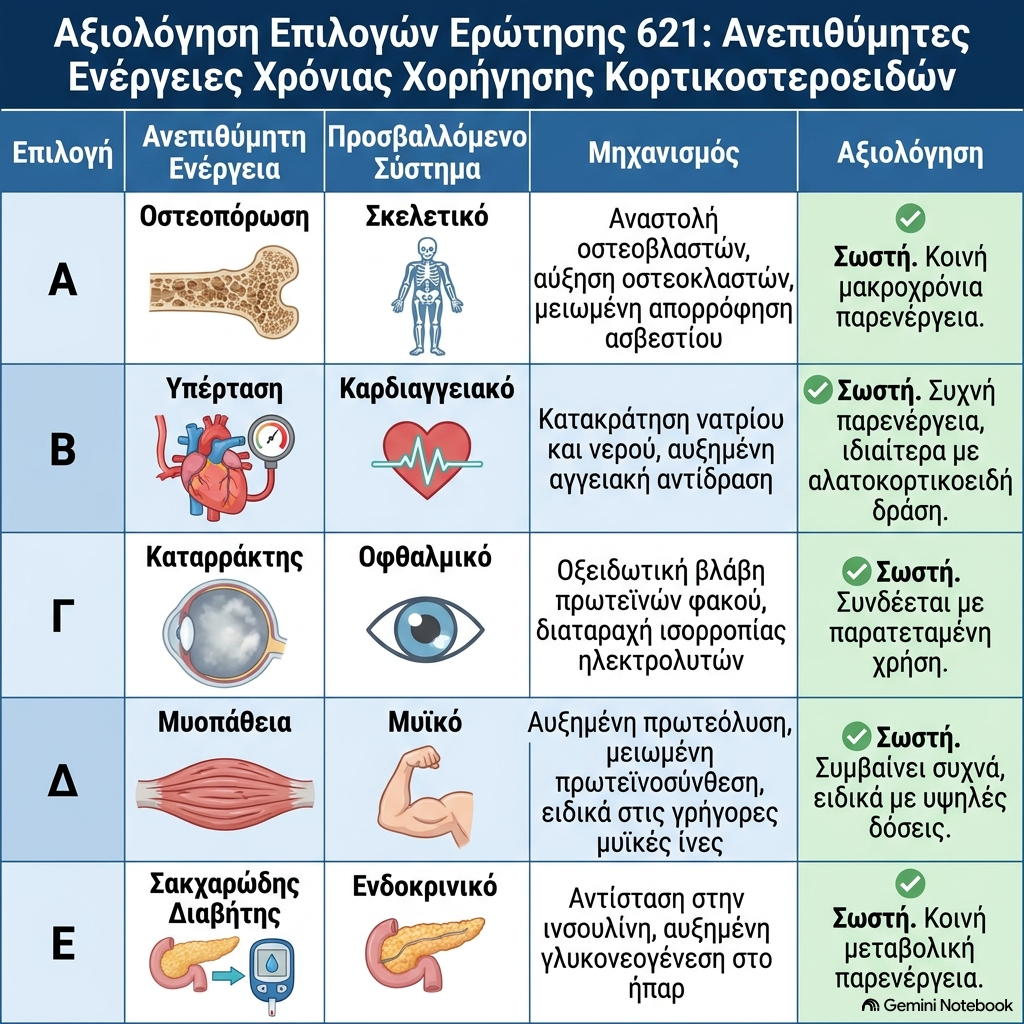 Αξιολόγηση Επιλογών Ερώτησης 621: Ανεπιθύμητες
Ενέργειες Χρόνιας Χορήγησης Κορτικοστεροειδών
Επιλογή
Ανεπιθύμητη
Ενέργεια
Προσβαλλόμενο
Σύστημα
Μηχανισμός
Αξιολόγηση
Α
Οστεοπόρωση
Σκελετικό
Αναστολή
οστεοβλαστών,
αύξηση οστεοκλαστών,
μειωμένη απορρόφηση
ασβεστίου
Σωστή. Κοινή
μακροχρόνια
παρενέργεια.
Β
Υπέρταση
Καρδιαγγειακό
Κατακράτηση νατρίου
και νερού, αυξημένη
αγγειακή αντίδραση
Σωστή. Συχνή
παρενέργεια,
ιδιαίτερα με
αλατοκορτικοειδή
δράση.
Γ
Καταρράκτης
Οφθαλμικό
Οξειδωτική βλάβη
πρωτεϊνών φακού,
διαταραχή ισορροπίας
ηλεκτρολυτών
Σωστή.
Συνδέεται με
παρατεταμένη
χρήση.
Δ
Μυοπάθεια
Μυϊκό
Αυξημένη πρωτεόλυση,
μειωμένη
πρωτεϊνοσύνθεση,
ειδικά στις γρήγορες
μυϊκές ίνες
Σωστή.
Συμβαίνει συχνά,
ειδικά με υψηλές
δόσεις.
Ε
Σακχαρώδης
Διαβήτης
Ενδοκρινικό
Αντίσταση στην
ινσουλίνη, αυξημένη
γλυκονεογένεση στο
ήπαρ
Σωστή. Κοινή
μεταβολική
παρενέργεια.
Gemini Notebook